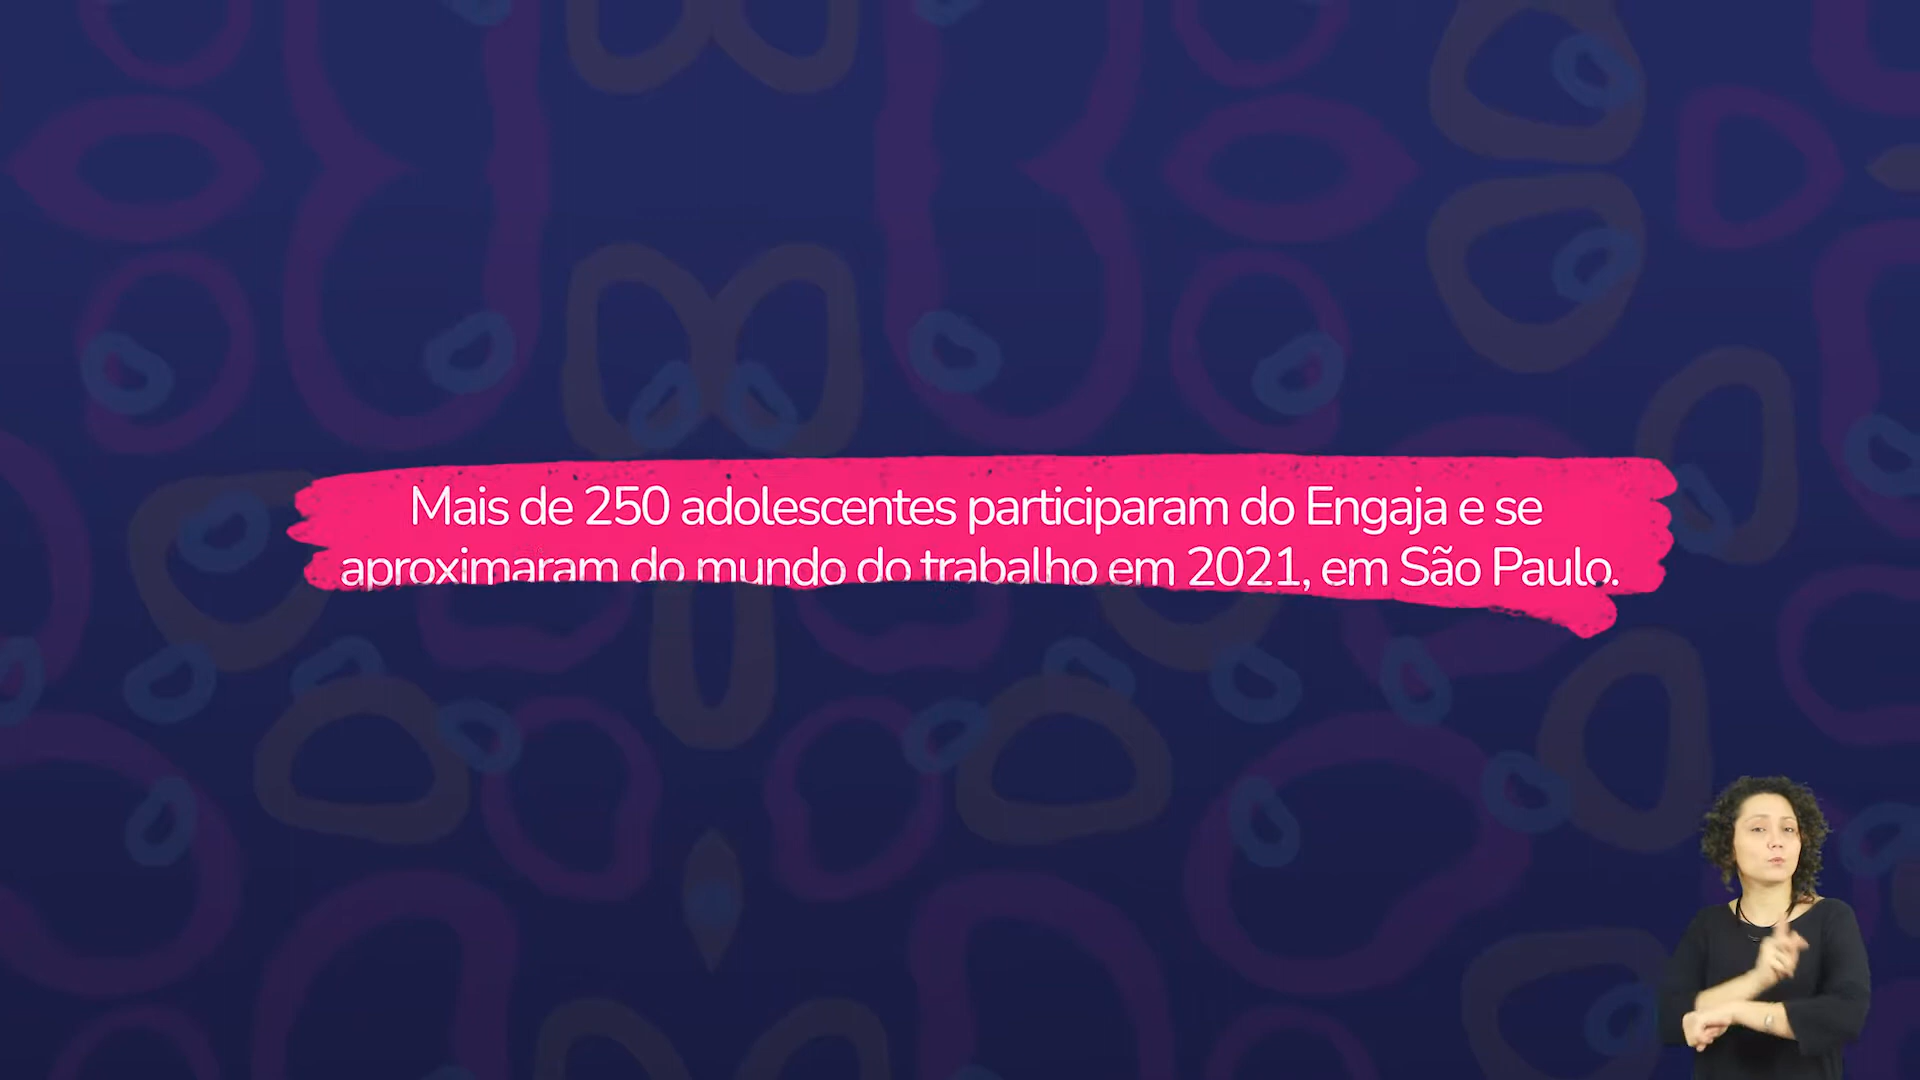 Mais de 250 adolescentes participaram do Engaja e se
aproximaram do mundo do trabalho em 2021, em São Paulo.